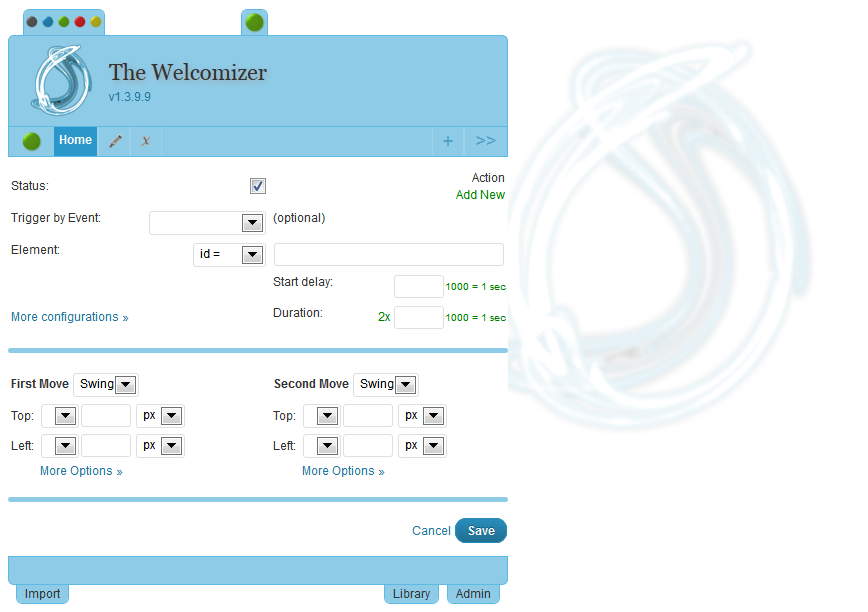 The Welcomizer
v1.3.9.9
Home x + >>
Action
Status:
Add New
Trigger by Event: (optional)
Element: id =
Start delay: 1000 = 1 sec
More configurations » Duration: 2x 1000 = 1 sec
First Move Swing Second Move Swing
Top: px Top: px
Left: px Left: px
More Options » More Options »
Cancel Save
Import Library Admin